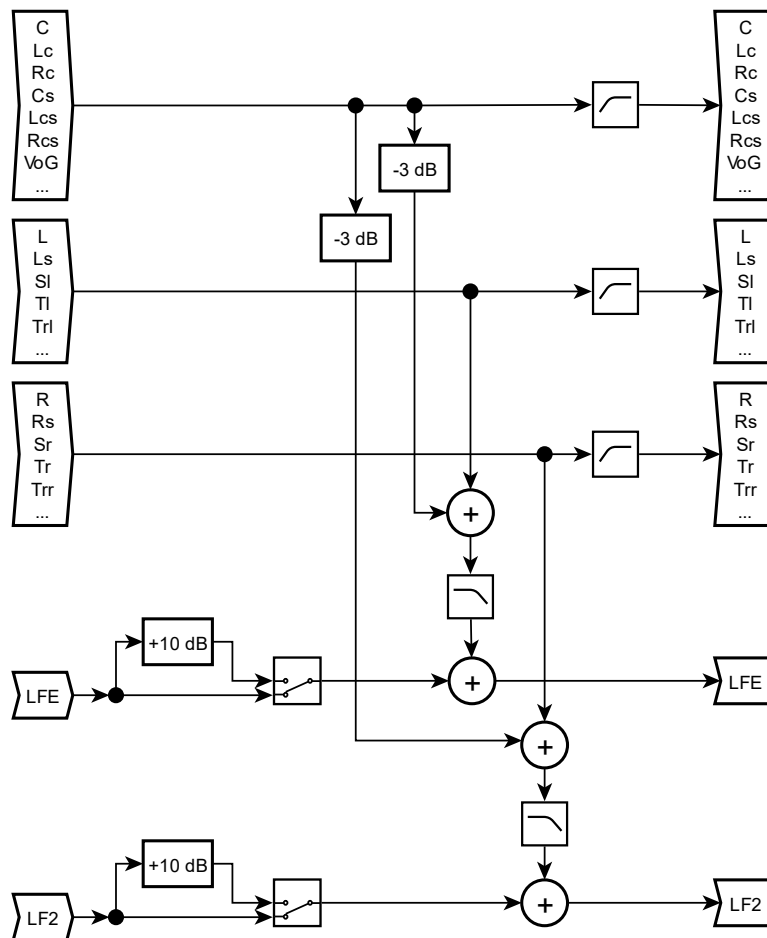 C
Lc
Rc
Cs
Lcs
Rcs
VoG
...
C
Lc
Rc
Cs
Lcs
Rcs
VoG
...
-3 dB
-3 dB
L
Ls
Sl
Tl
Trl
...
L
Ls
Sl
Tl
Trl
...
R
Rs
Sr
Tr
Trr
...
R
Rs
Sr
Tr
Trr
...
+
+10 dB
LFE
+
LFE
+
+10 dB
LF2
+
LF2